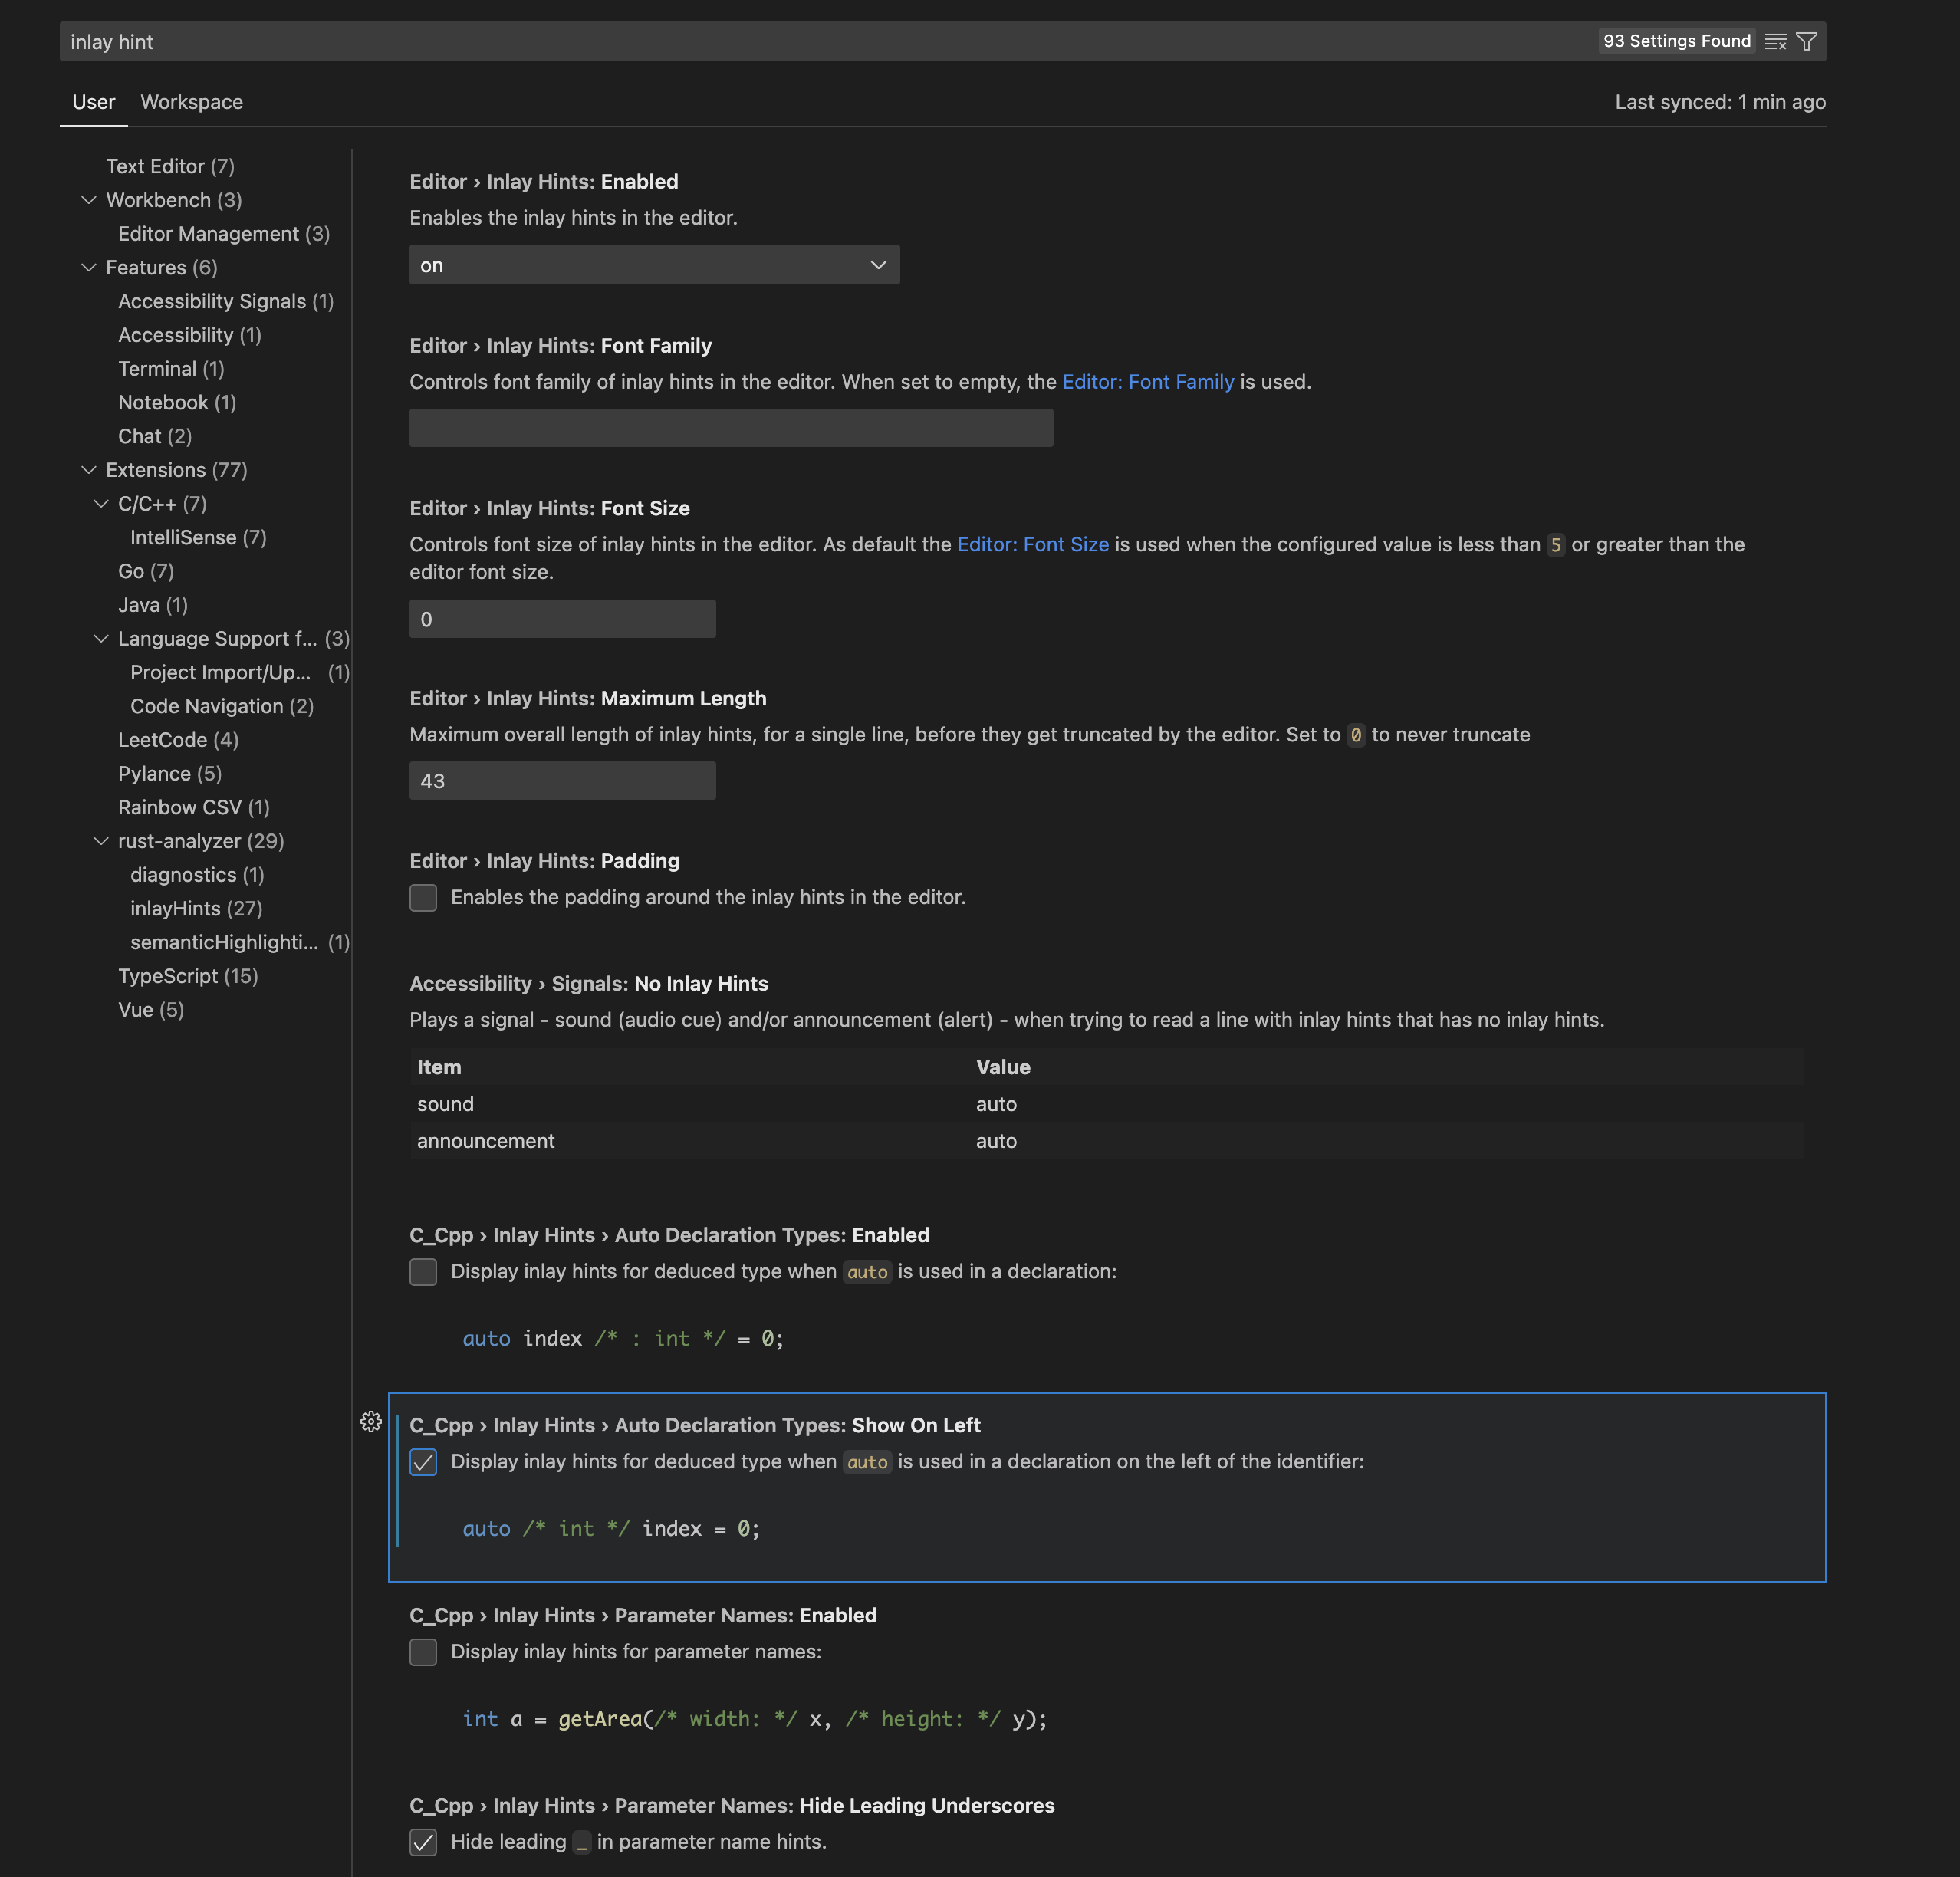 inlay hint
93 Settings Found
User
Workspace
Last synced: 1 min ago
Text Editor (7)
Workbench (3)
Editor Management (3)
Features (6)
Accessibility Signals (1)
Accessibility (1)
Terminal (1)
Notebook (1)
Chat (2)
Extensions (77)
C/C++ (7)
IntelliSense (7)
Go (7)
Java (1)
Language Support f... (3)
Project Import/Up... (1)
Code Navigation (2)
LeetCode (4)
Pylance (5)
Rainbow CSV (1)
rust-analyzer (29)
diagnostics (1)
inlayHints (27)
semanticHighlighti... (1)
TypeScript (15)
Vue (5)
Editor › Inlay Hints: Enabled
Enables the inlay hints in the editor.
on
Editor › Inlay Hints: Font Family
Controls font family of inlay hints in the editor. When set to empty, the Editor: Font Family is used.
Editor › Inlay Hints: Font Size
Controls font size of inlay hints in the editor. As default the Editor: Font Size is used when the configured value is less than 5 or greater than the
editor font size.
0
Editor › Inlay Hints: Maximum Length
Maximum overall length of inlay hints, for a single line, before they get truncated by the editor. Set to 0 to never truncate
43
Editor › Inlay Hints: Padding
Enables the padding around the inlay hints in the editor.
Accessibility › Signals: No Inlay Hints
Plays a signal - sound (audio cue) and/or announcement (alert) - when trying to read a line with inlay hints that has no inlay hints.
Item Value
sound auto
announcement auto
C_Cpp › Inlay Hints › Auto Declaration Types: Enabled
Display inlay hints for deduced type when auto is used in a declaration:
auto index /* : int */ = 0;
C_Cpp › Inlay Hints › Auto Declaration Types: Show On Left
Display inlay hints for deduced type when auto is used in a declaration on the left of the identifier:
auto /* int */ index = 0;
C_Cpp › Inlay Hints › Parameter Names: Enabled
Display inlay hints for parameter names:
int a = getArea(/* width: */ x, /* height: */ y);
C_Cpp › Inlay Hints › Parameter Names: Hide Leading Underscores
Hide leading _ in parameter name hints.